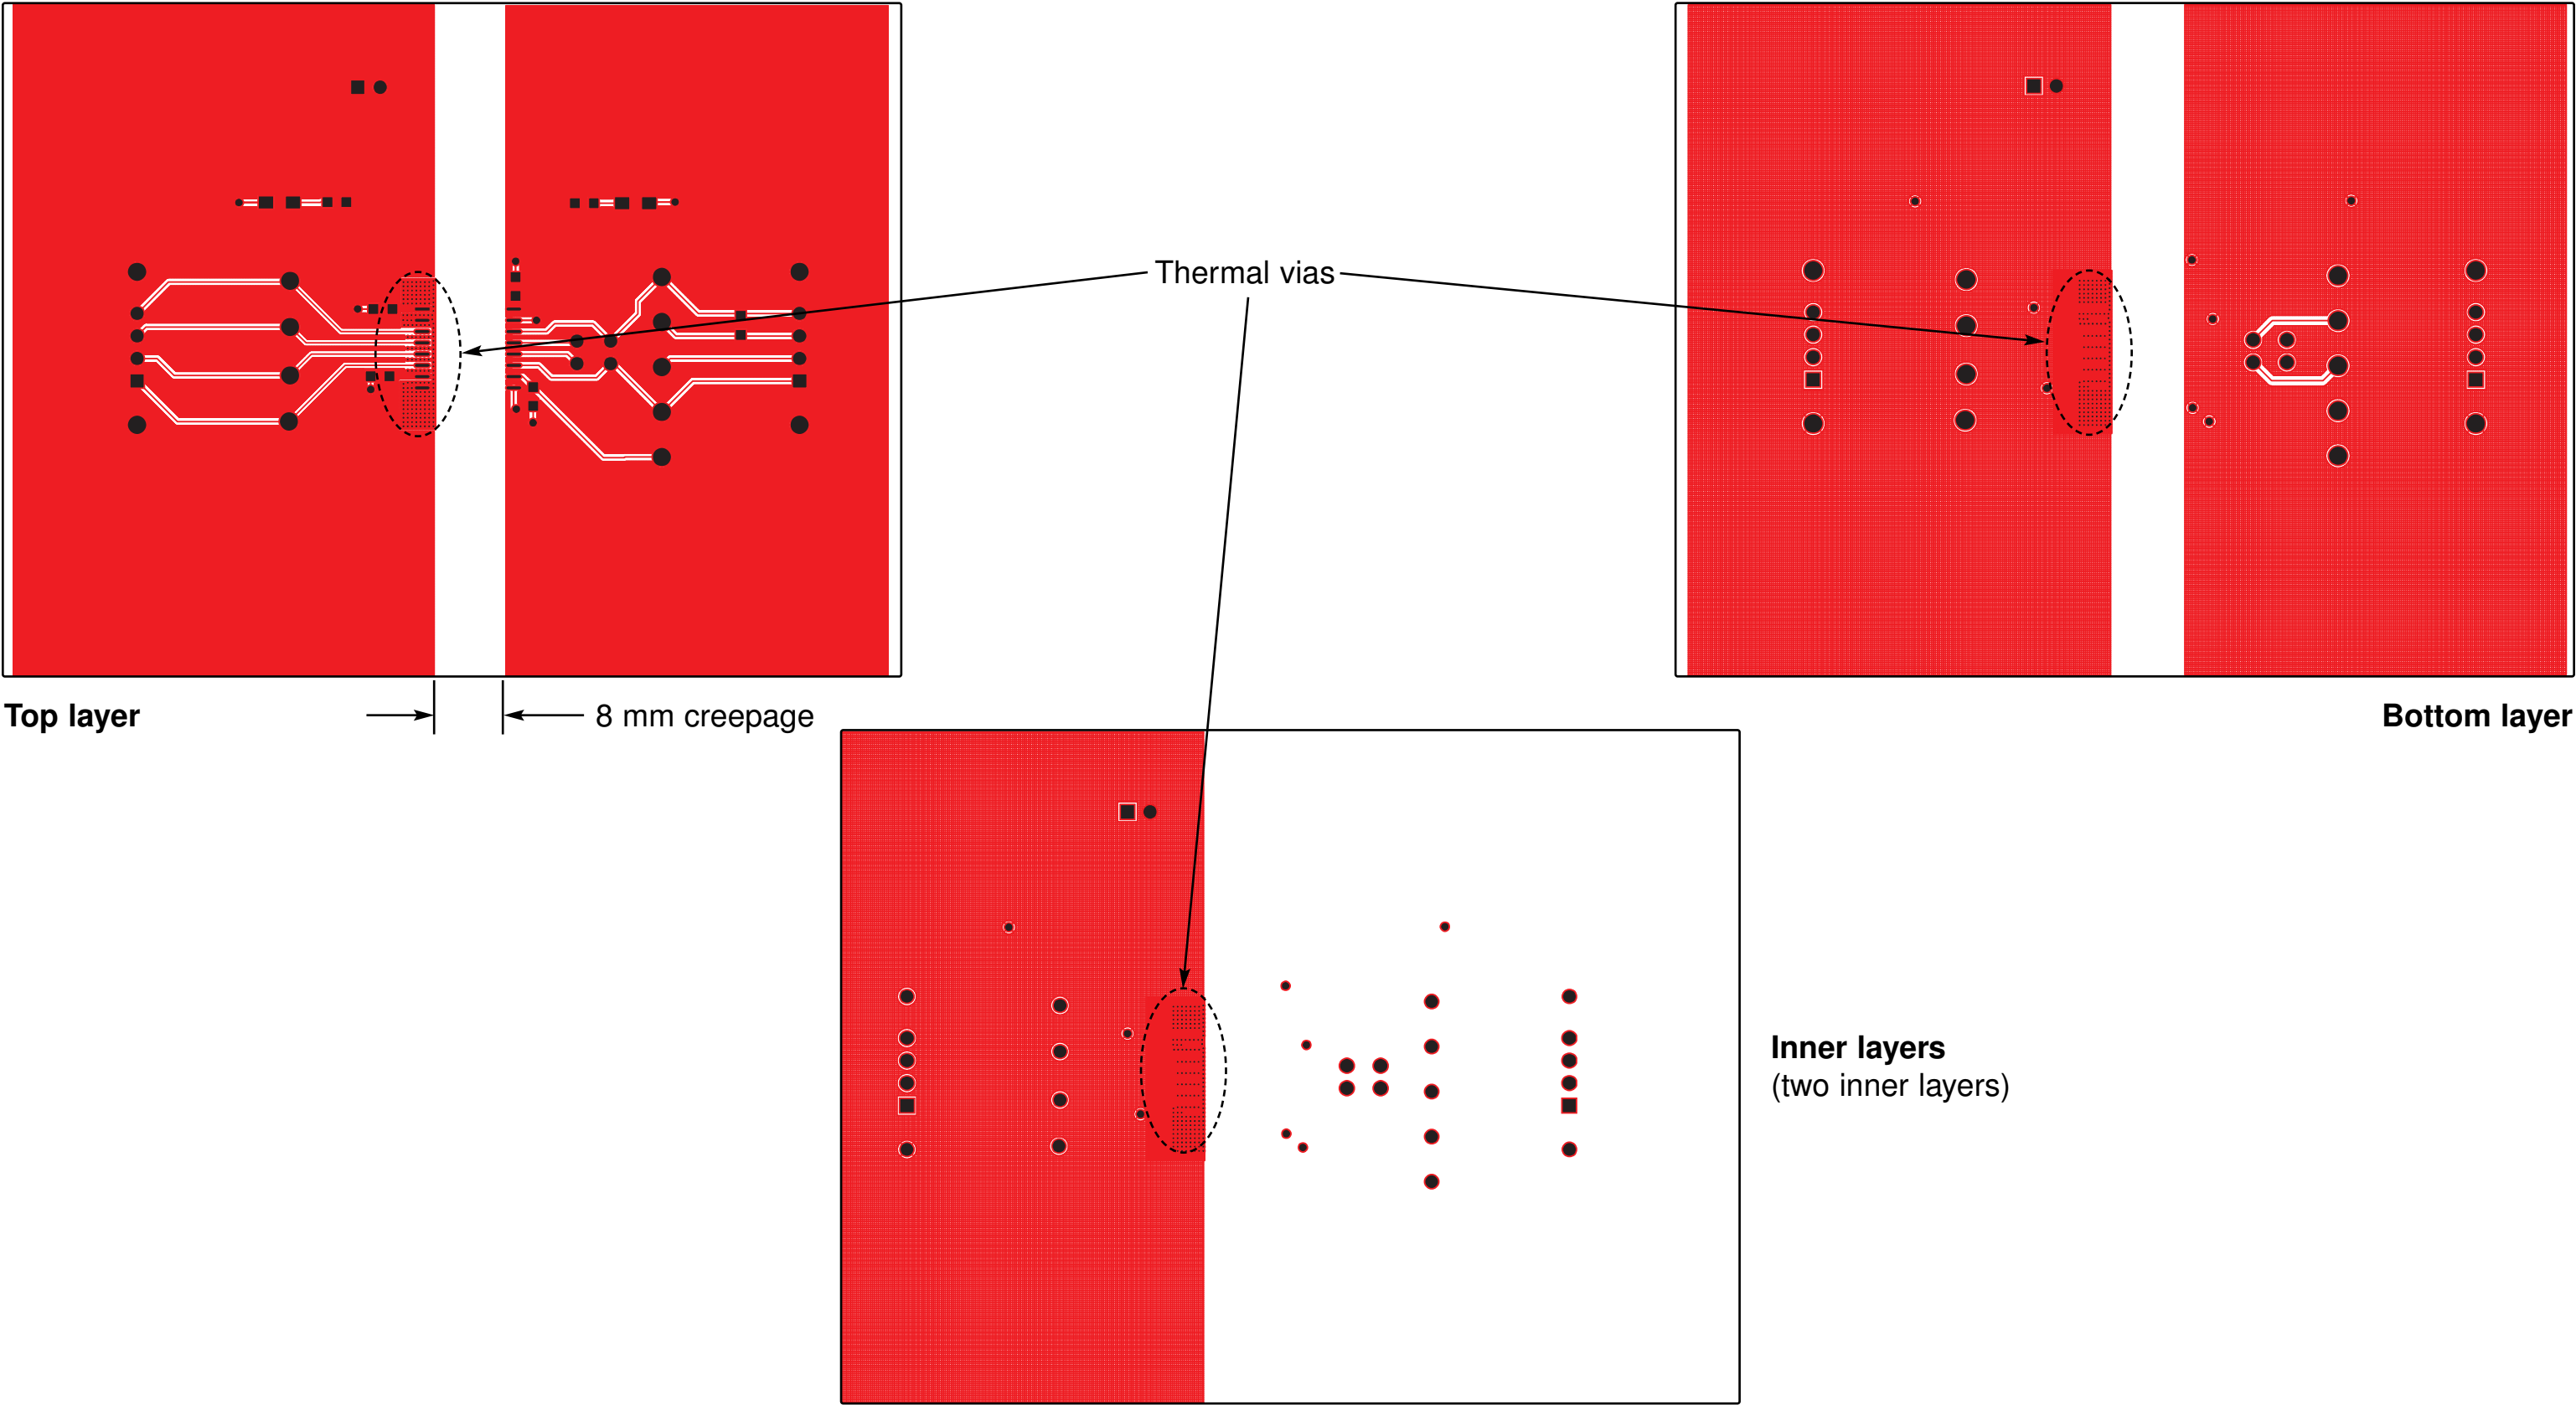 Thermal vias
Top layer
8 mm creepage
Bottom layer
Inner layers
(two inner layers)